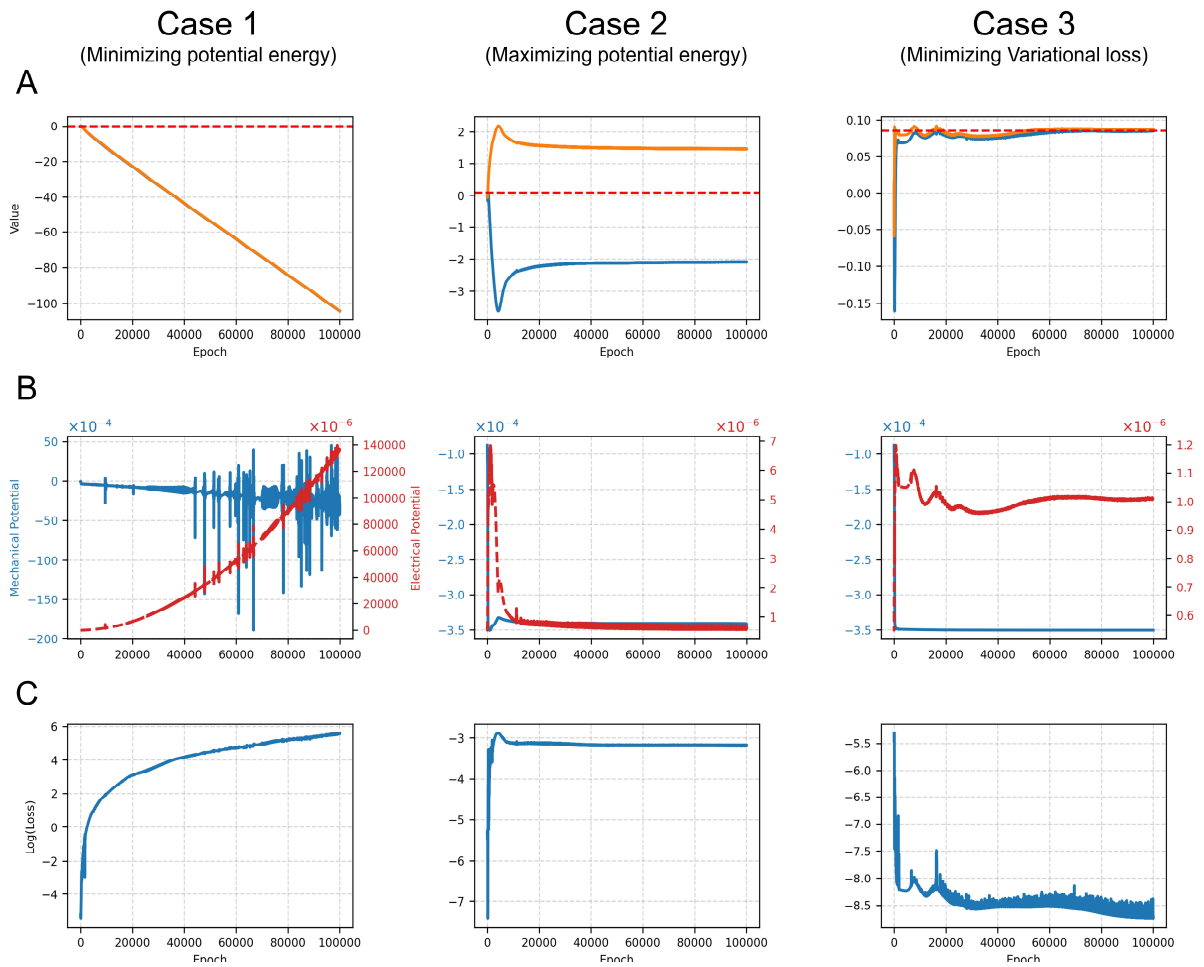 Case 1
(Minimizing potential energy)
Case 2
(Maximizing potential energy)
Case 3
(Minimizing Variational loss)
A
0
−20
−40
−60
−80
−100
Value
0 20000 40000 60000 80000 100000
Epoch
2
1
0
−1
−2
−3
0 20000 40000 60000 80000 100000
Epoch
0.10
0.05
0.00
−0.05
−0.10
−0.15
0 20000 40000 60000 80000 100000
Epoch
B
×10⁻⁴ ×10⁻⁶
50
0
−50
−100
−150
−200
Mechanical Potential
140000
120000
100000
80000
60000
40000
20000
0
Electrical Potential
0 20000 40000 60000 80000 100000
×10⁻⁴ ×10⁻⁶
−1.0
−1.5
−2.0
−2.5
−3.0
−3.5
7
6
5
4
3
2
1
0 20000 40000 60000 80000 100000
×10⁻⁴ ×10⁻⁶
−1.0
−1.5
−2.0
−2.5
−3.0
−3.5
1.2
1.1
1.0
0.9
0.8
0.7
0.6
0 20000 40000 60000 80000 100000
C
6
4
2
0
−2
−4
Log(Loss)
0 20000 40000 60000 80000 100000
Epoch
−3
−4
−5
−6
−7
0 20000 40000 60000 80000 100000
Epoch
−5.5
−6.0
−6.5
−7.0
−7.5
−8.0
−8.5
0 20000 40000 60000 80000 100000
Epoch